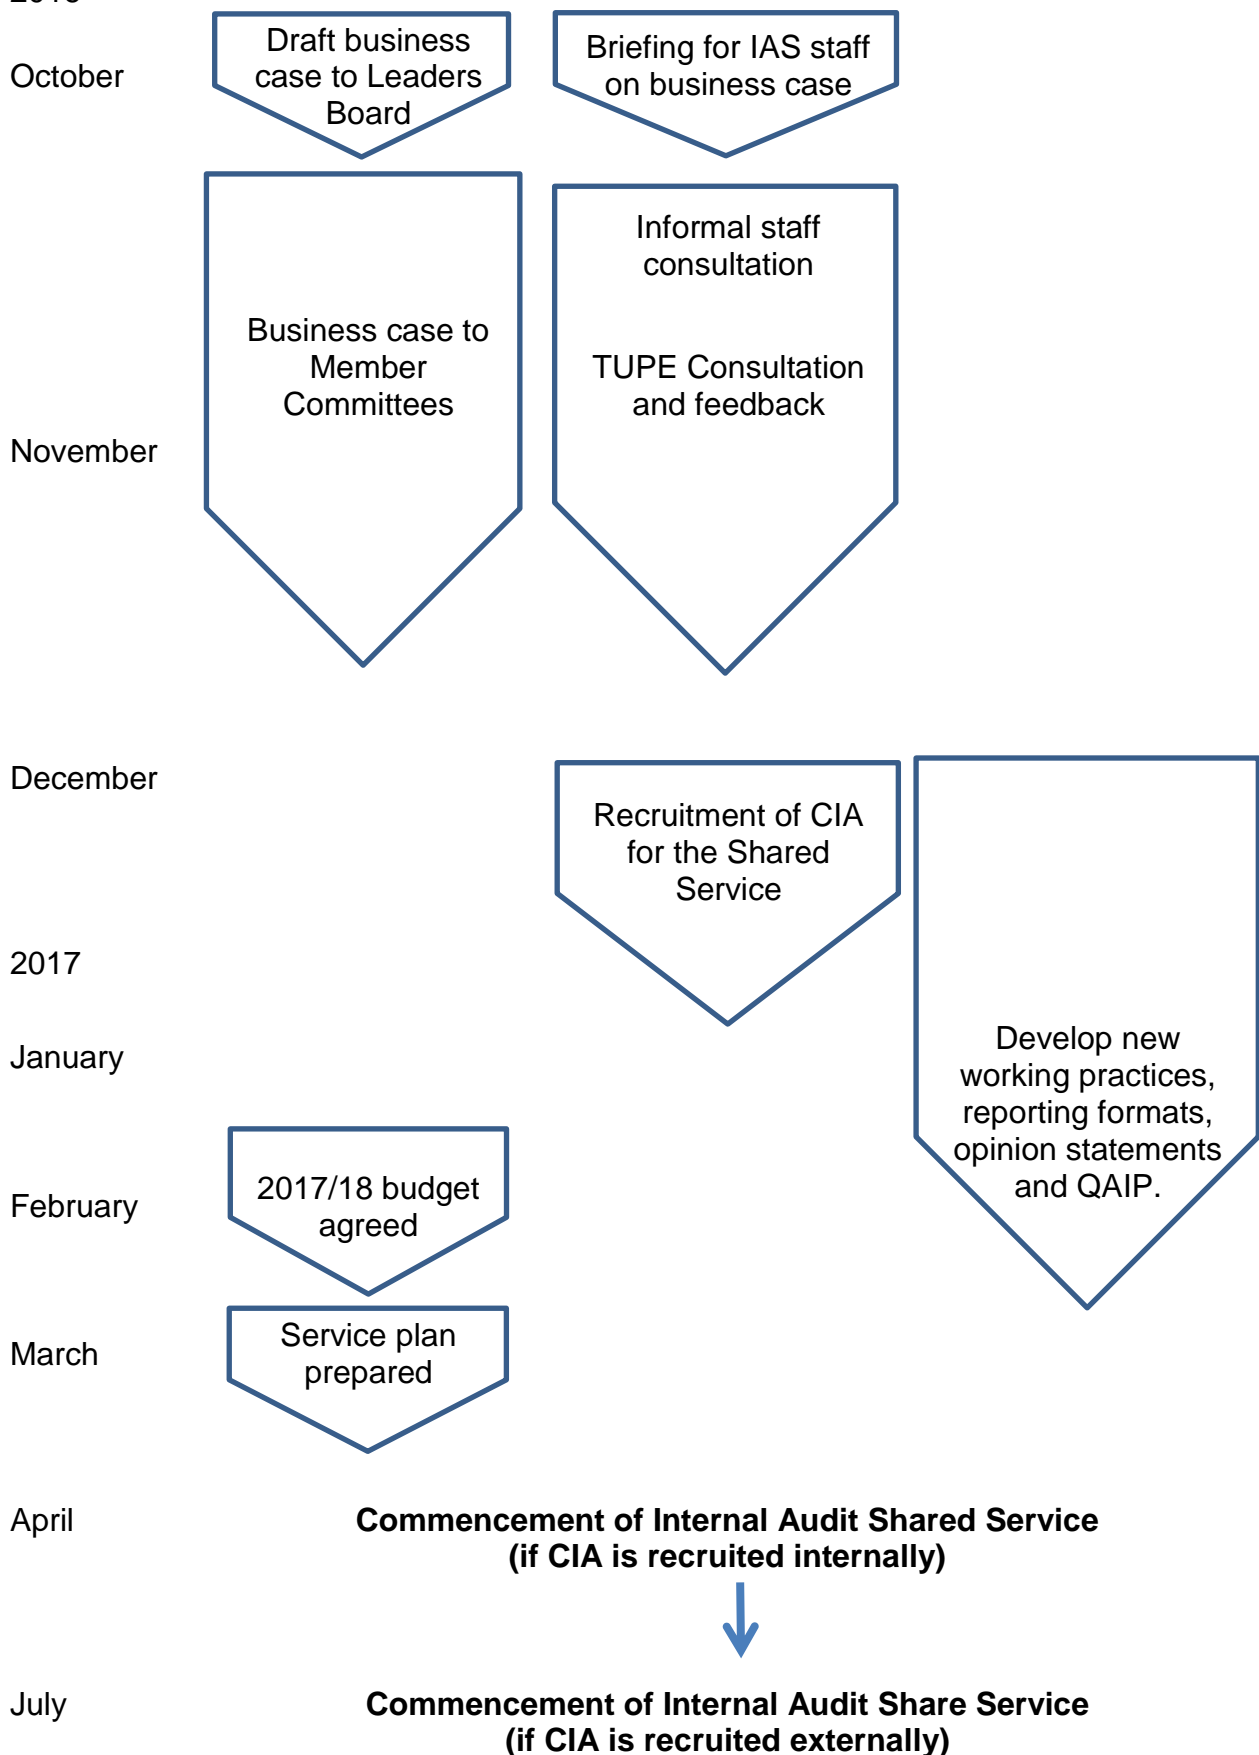 October
Draft business
case to Leaders
Board
Briefing for IAS staff
on business case
Informal staff
consultation
Business case to
Member
Committees
TUPE Consultation
and feedback
November
December
Recruitment of CIA
for the Shared
Service
2017
January
Develop new
working practices,
reporting formats,
opinion statements
and QAIP.
February
2017/18 budget
agreed
March
Service plan
prepared
April
Commencement of Internal Audit Shared Service
(if CIA is recruited internally)
July
Commencement of Internal Audit Share Service
(if CIA is recruited externally)